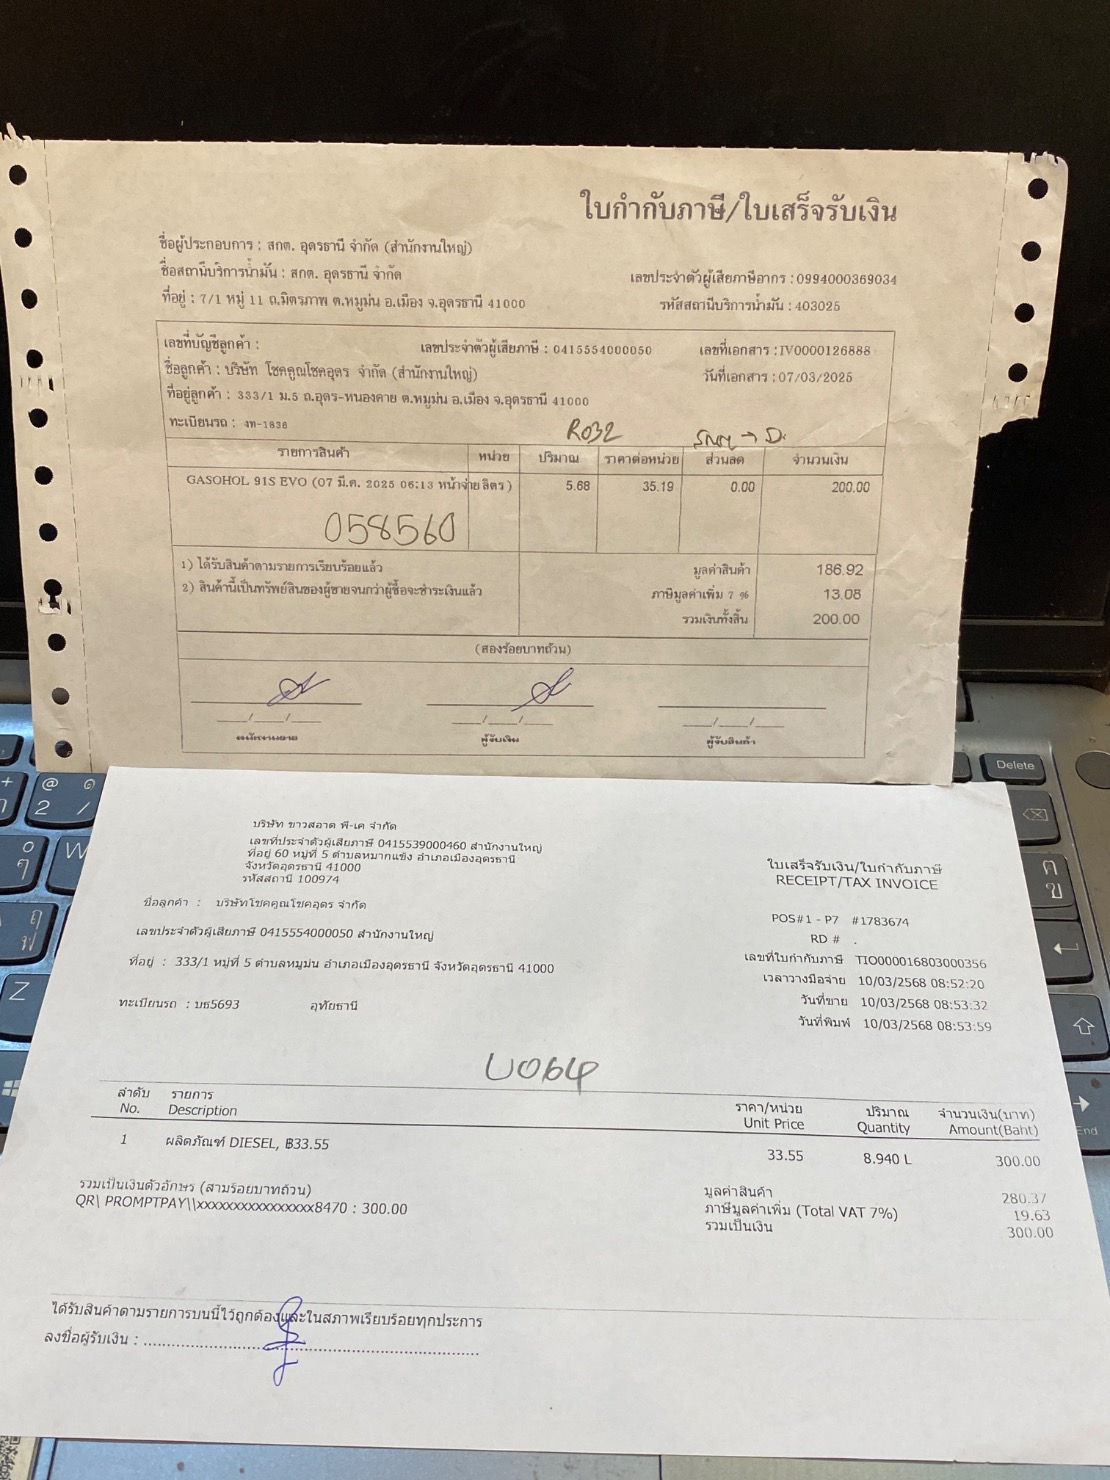 ใบกำกับภาษี/ใบเสร็จรับเงิน
ชื่อผู้ประกอบการ : สกต. อุดรธานี จำกัด (สำนักงานใหญ่)
ชื่อสถานีบริการน้ำมัน : สกต. อุดรธานี จำกัด
เลขประจำตัวผู้เสียภาษีอากร : 0994000369034
ที่อยู่ : 7/1 หมู่ 11 ถ.มิตรภาพ ต.หมูม่น อ.เมือง จ.อุดรธานี 41000
รหัสสถานีบริการน้ำมัน : 403025
เลขที่บัญชีลูกค้า : เลขประจำตัวผู้เสียภาษี : 0415554000050 เลขที่เอกสาร : IV0000126888
ชื่อลูกค้า : บริษัท โชคคูณโชคอุดร จำกัด (สำนักงานใหญ่) วันที่เอกสาร : 07/03/2025
ที่อยู่ลูกค้า : 333/1 ม.5 ถ.อุดร-หนองคาย ต.หมูม่น อ.เมือง จ.อุดรธานี 41000
ทะเบียนรถ : 4ท-1836
R032
รายการสินค้า หน่วย ปริมาณ ราคาต่อหน่วย ส่วนลด จำนวนเงิน
GASOHOL 91S EVO (07 มี.ค. 2025 06:13 หน้าจ่าย ลิตร ) 5.68 35.19 0.00 200.00
058560
1) ได้รับสินค้าตามรายการเรียบร้อยแล้ว มูลค่าสินค้า 186.92
2) สินค้านี้เป็นทรัพย์สินของผู้ขายจนกว่าผู้ซื้อจะชำระเงินแล้ว ภาษีมูลค่าเพิ่ม 7 % 13.08
รวมเงินทั้งสิ้น 200.00
(สองร้อยบาทถ้วน)
___/___/___ ___/___/___ ___/___/___
พนักงานขาย ผู้รับเงิน ผู้รับสินค้า
Delete
บริษัท ขาวสอาด พี-เค จำกัด
เลขที่ประจำตัวผู้เสียภาษี 0415539000460 สำนักงานใหญ่
ที่อยู่ 60 หมู่ที่ 5 ตำบลหมากแข้ง อำเภอเมืองอุดรธานี
จังหวัดอุดรธานี 41000
รหัสสถานี 100974
ใบเสร็จรับเงิน/ใบกำกับภาษี
RECEIPT/TAX INVOICE
ชื่อลูกค้า : บริษัทโชคคูณโชคอุดร จำกัด
POS#1 - P7 #1783674
เลขประจำตัวผู้เสียภาษี 0415554000050 สำนักงานใหญ่
RD # .
เลขที่ใบกำกับภาษี TIO000016803000356
ที่อยู่ : 333/1 หมู่ที่ 5 ตำบลหมูม่น อำเภอเมืองอุดรธานี จังหวัดอุดรธานี 41000
เวลาวางมือจ่าย 10/03/2568 08:52:20
ทะเบียนรถ : บธ5693 อุทัยธานี
วันที่ขาย 10/03/2568 08:53:32
วันที่พิมพ์ 10/03/2568 08:53:59
U064
ลำดับ รายการ ราคา/หน่วย ปริมาณ จำนวนเงิน(บาท)
No. Description Unit Price Quantity Amount(Baht)
1 ผลิตภัณฑ์ DIESEL, ฿33.55 33.55 8.940 L 300.00
รวมเป็นเงินตัวอักษร (สามร้อยบาทถ้วน) มูลค่าสินค้า 280.37
QR\ PROMPTPAY\\xxxxxxxxxxxxxxxx8470 : 300.00 ภาษีมูลค่าเพิ่ม (Total VAT 7%) 19.63
รวมเป็นเงิน 300.00
ได้รับสินค้าตามรายการบนนี้ไว้ถูกต้องและในสภาพเรียบร้อยทุกประการ
ลงชื่อผู้รับเงิน : ..........................................................